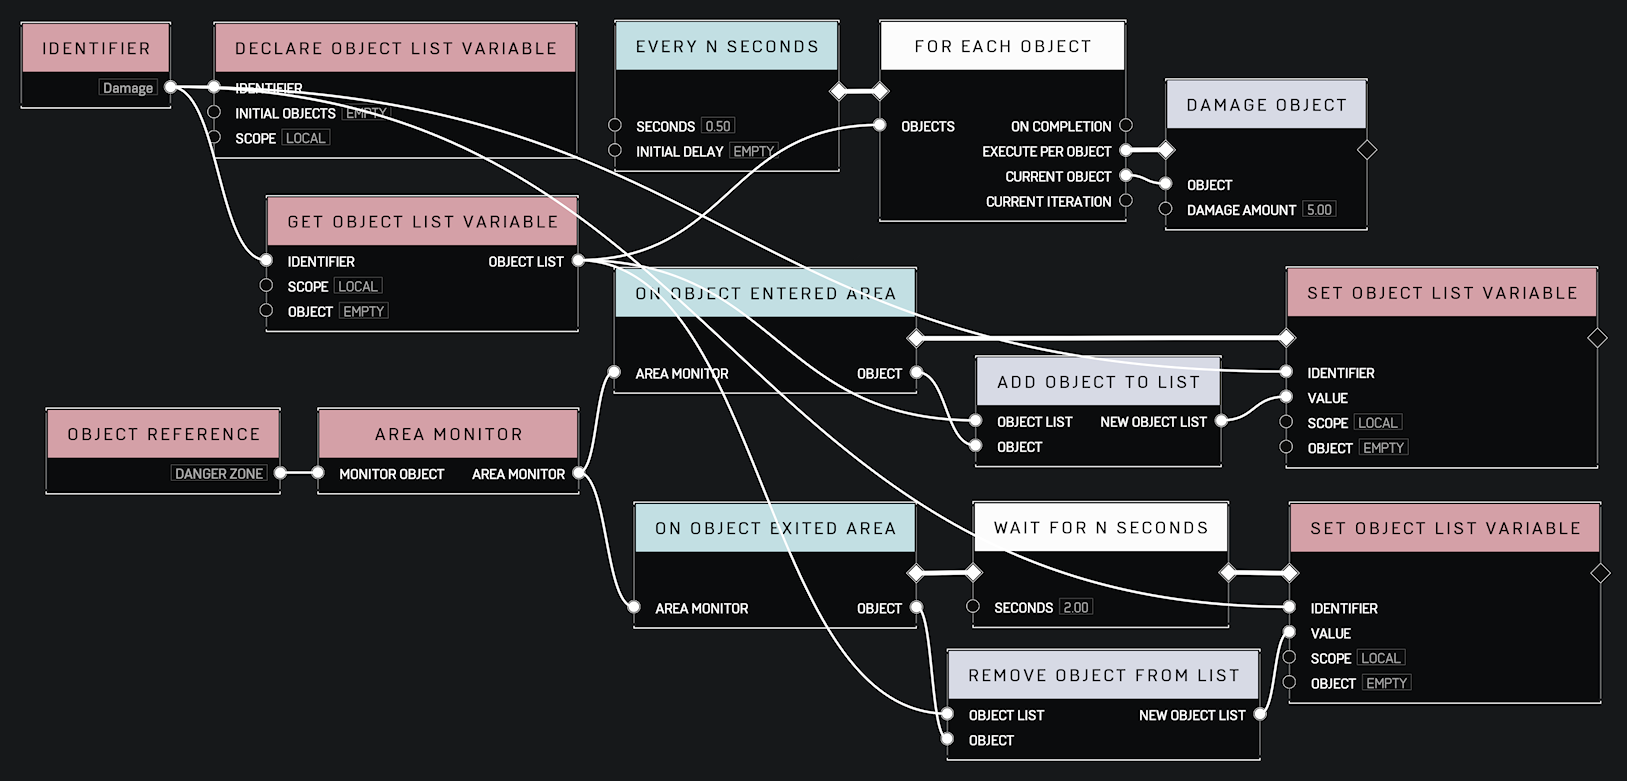 IDENTIFIER
Damage
DECLARE OBJECT LIST VARIABLE
IDENTIFIER
INITIAL OBJECTS EMPTY
SCOPE LOCAL
EVERY N SECONDS
SECONDS 0.50
INITIAL DELAY EMPTY
FOR EACH OBJECT
OBJECTS ON COMPLETION
EXECUTE PER OBJECT
CURRENT OBJECT
CURRENT ITERATION
DAMAGE OBJECT
OBJECT
DAMAGE AMOUNT 5.00
GET OBJECT LIST VARIABLE
IDENTIFIER OBJECT LIST
SCOPE LOCAL
OBJECT EMPTY
ON OBJECT ENTERED AREA
AREA MONITOR OBJECT
ADD OBJECT TO LIST
OBJECT LIST NEW OBJECT LIST
OBJECT
SET OBJECT LIST VARIABLE
IDENTIFIER
VALUE
SCOPE LOCAL
OBJECT EMPTY
OBJECT REFERENCE
DANGER ZONE
AREA MONITOR
MONITOR OBJECT AREA MONITOR
ON OBJECT EXITED AREA
AREA MONITOR OBJECT
WAIT FOR N SECONDS
SECONDS 2.00
REMOVE OBJECT FROM LIST
OBJECT LIST NEW OBJECT LIST
OBJECT
SET OBJECT LIST VARIABLE
IDENTIFIER
VALUE
SCOPE LOCAL
OBJECT EMPTY